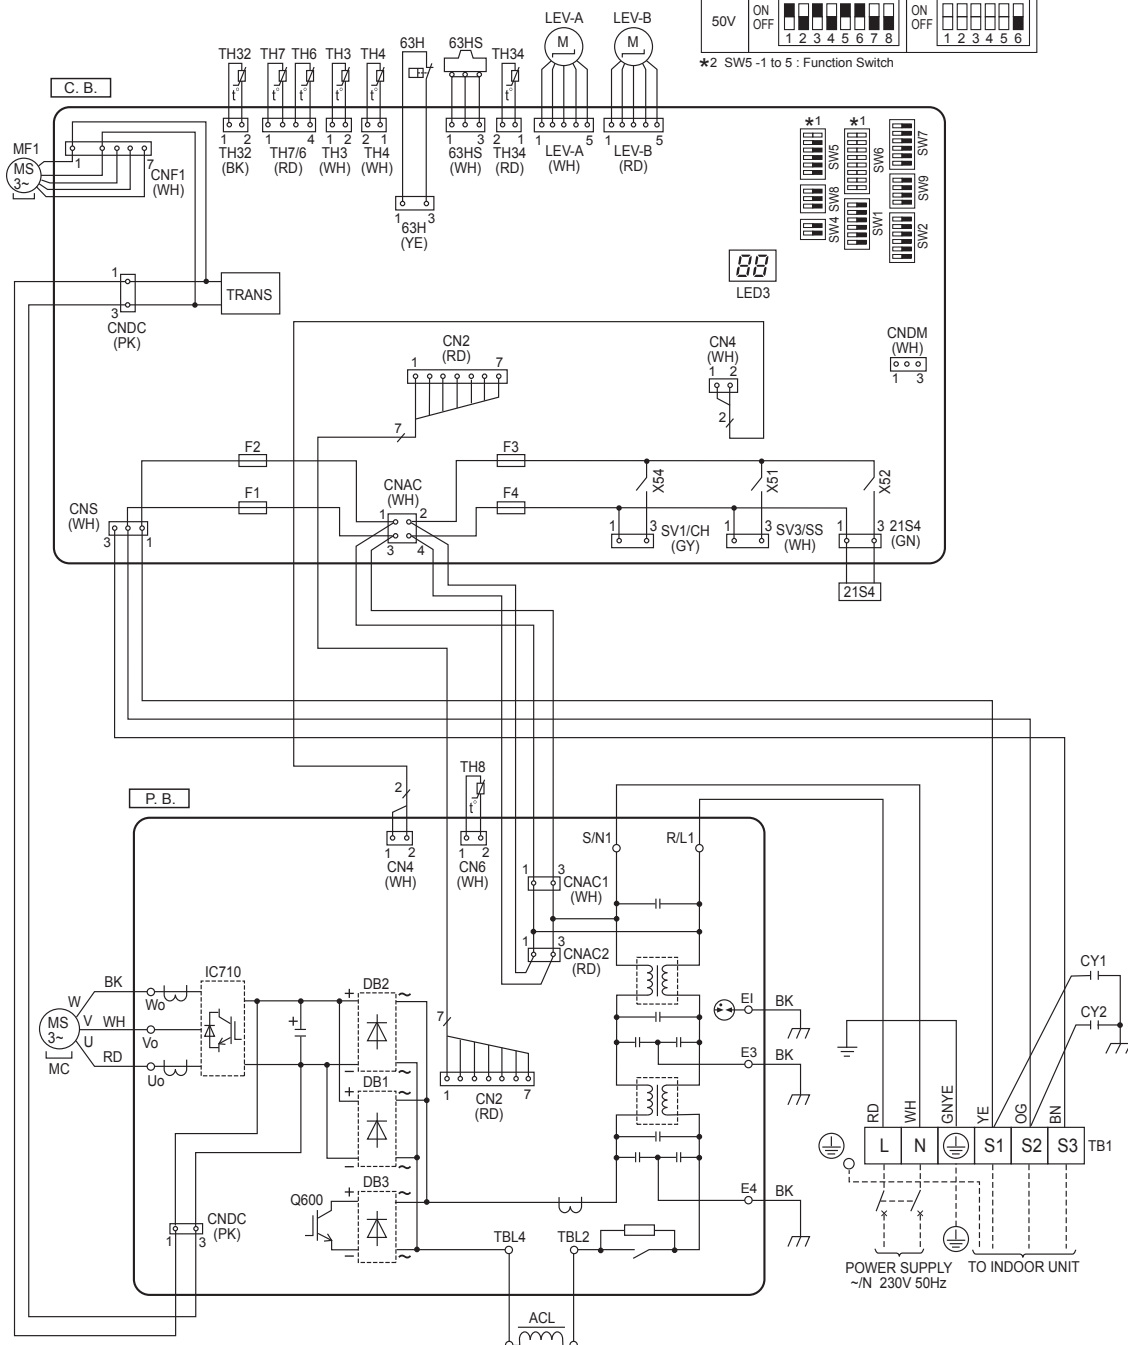 50V
ON
OFF
1 2 3 4 5 6 7 8
ON
OFF
1 2 3 4 5 6
*2 SW5 -1 to 5 : Function Switch
LEV-A LEV-B
M M
TH32 TH7 TH6 TH3 TH4 63H 63HS TH34
t° t° t° t° t° t°
C. B.
1 2 1 4 1 2 2 1 1 3 2 1 1 5 1 5
TH32 (BK)
TH7/6 (RD)
TH3 (WH)
TH4 (WH)
63HS (WH)
TH34 (RD)
LEV-A (WH)
LEV-B (RD)
1 3
63H
(YE)
*1 *1
SW5 SW6 SW7
SW8 SW9
SW4 SW1 SW2
MF1
MS
3~
1 7
CNF1
(WH)
88
LED3
1
3
CNDC
(PK)
TRANS
CN2
(RD)
1 7
7
CN4
(WH)
1 2
2
CNDM
(WH)
1 3
F2 F3
F1 F4
CNAC
(WH)
1 2
3 4
CNS
(WH)
3 1
X54 X51 X52
1 3 SV1/CH
(GY)
1 3 SV3/SS
(WH)
1 3 21S4
(GN)
21S4
P. B.
2
1 2
CN4
(WH)
TH8
t°
1 2
CN6
(WH)
S/N1 R/L1
1 3
CNAC1
(WH)
1 3
CNAC2
(RD)
IC710
DB2
+ ~
- ~
DB1
+ ~
- ~
DB3
+ ~
- ~
+
BK
W Wo
V WH Vo
U RD Uo
MS
3~
MC
7
1 7
CN2
(RD)
EI BK
E3 BK
E4 BK
Q600
CNDC
(PK)
1 3
TBL4 TBL2
ACL
CY1
CY2
RD WH GNYE YE OG BN
L N S1 S2 S3 TB1
POWER SUPPLY
~/N 230V 50Hz
TO INDOOR UNIT